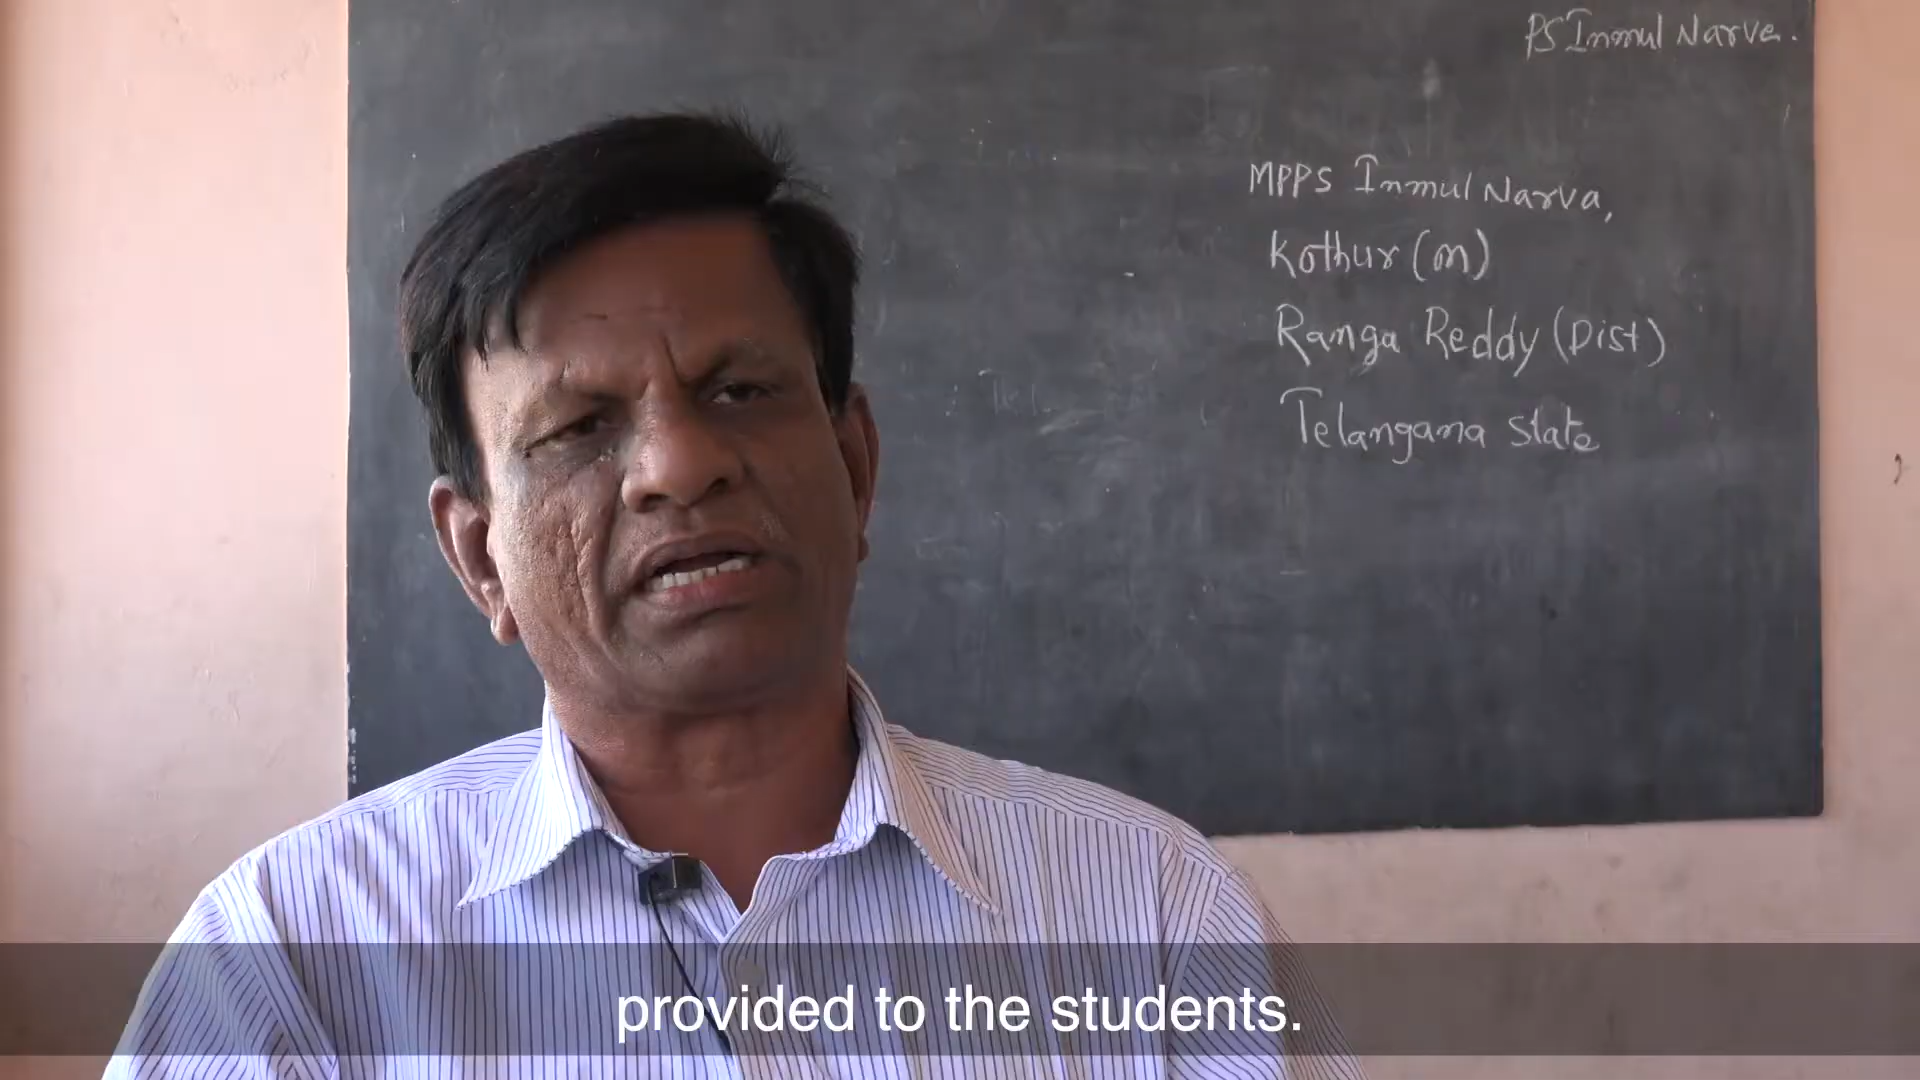 PS Inmul Narva.
MPPS Inmul Narva,
Kothur (m)
Ranga Reddy (Dist)
Telangana State
provided to the students.